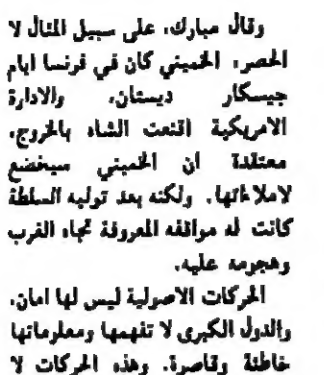 وقال مبارك، على سبيل المثال لا
الحصر، الخميني كان في فرنسا ايام
جيسكار ديستان، والادارة
الامريكية اقنعت الشاه بالخروج،
معتقدة ان الخميني سيخضع
لاملاءاتها. ولكنه بعد توليه السلطة
كانت له مواقفه المعروفة تجاه الغرب
وهجومه عليه.
الحركات الاصولية ليس لها امان،
والدول الكبرى لا تفهمها ومعلوماتها
خاطئة وقاصرة. وهذه الحركات لا